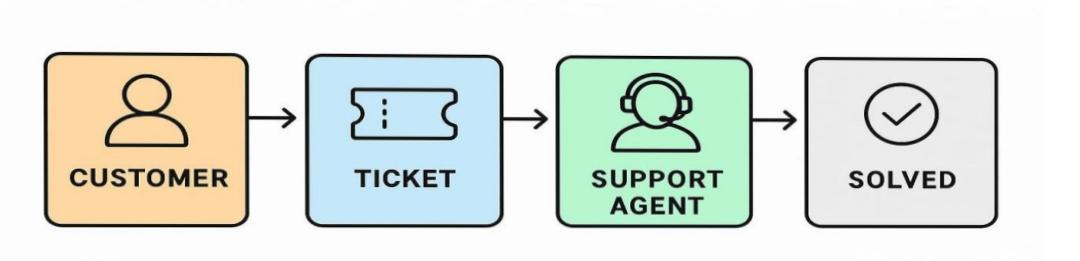 CUSTOMER
TICKET
SUPPORT
AGENT
SOLVED